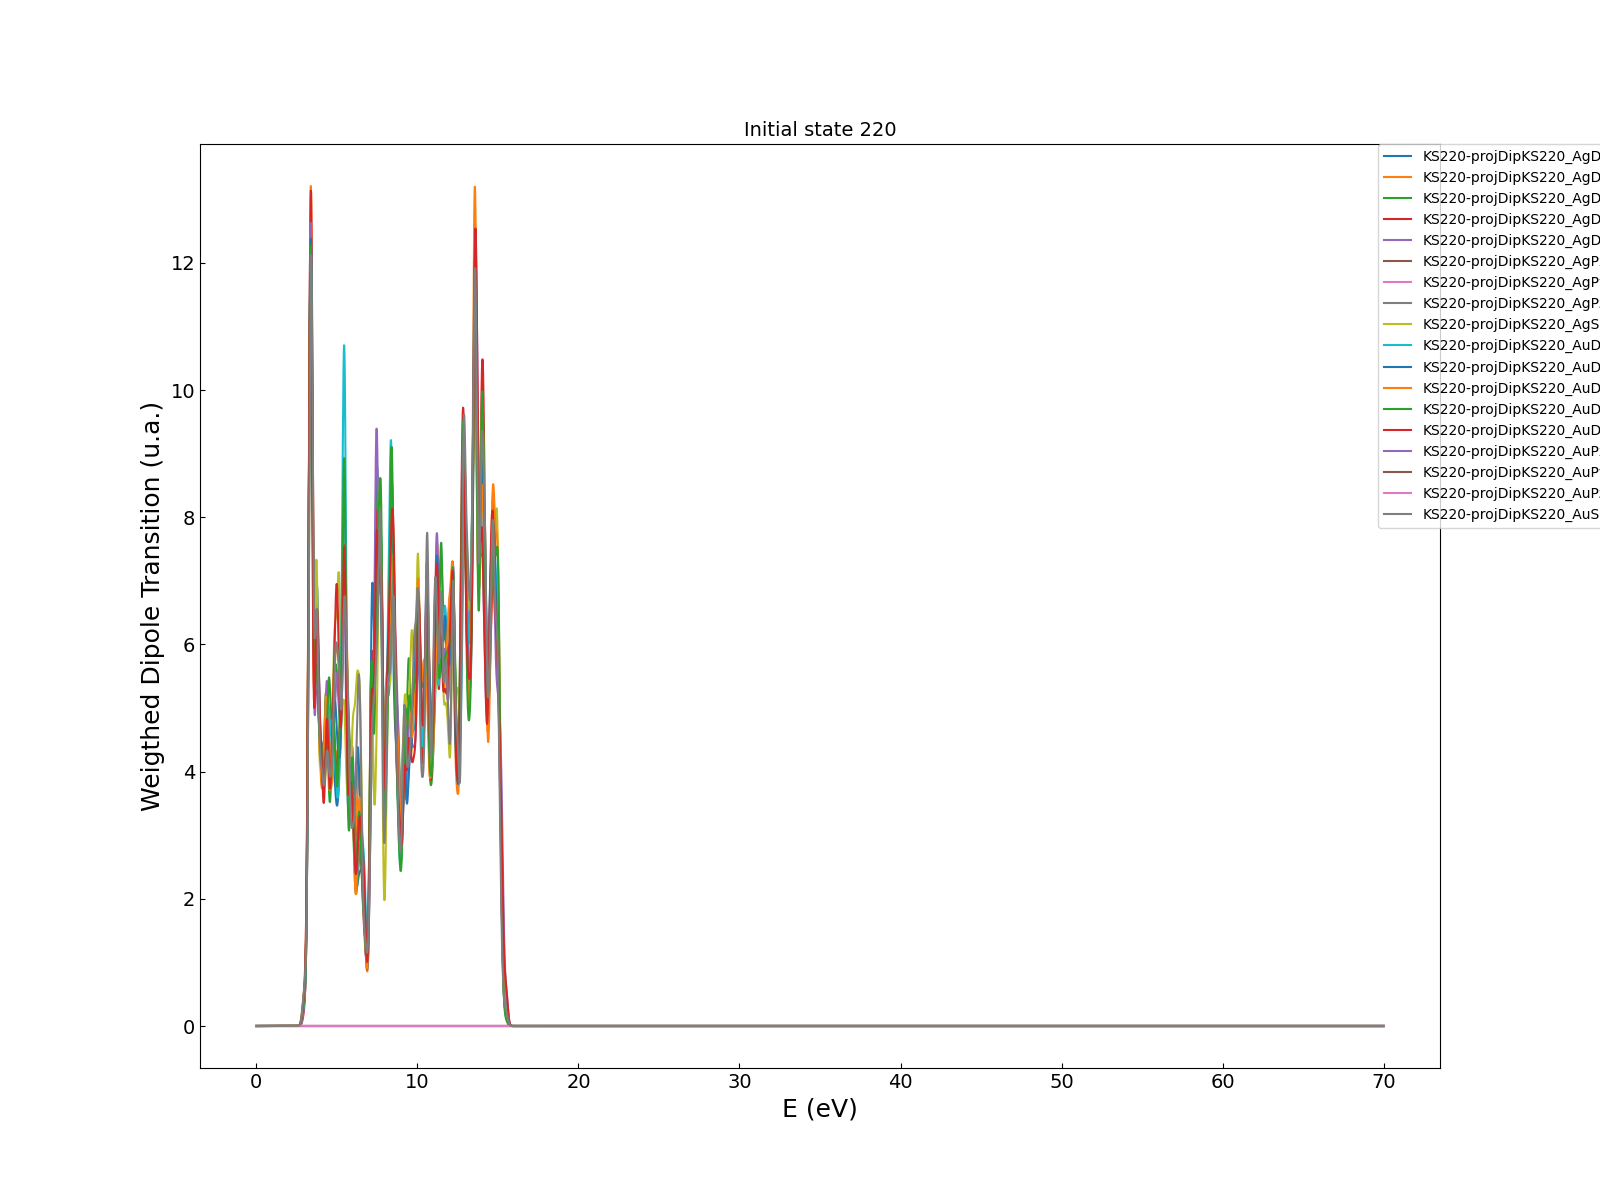 Initial state 220
KS220-projDipKS220_AgD
KS220-projDipKS220_AgD
KS220-projDipKS220_AgD
KS220-projDipKS220_AgD
KS220-projDipKS220_AgD
KS220-projDipKS220_AgP
KS220-projDipKS220_AgP
KS220-projDipKS220_AgP
KS220-projDipKS220_AgS
KS220-projDipKS220_AuD
KS220-projDipKS220_AuD
KS220-projDipKS220_AuD
KS220-projDipKS220_AuD
KS220-projDipKS220_AuD
KS220-projDipKS220_AuP
KS220-projDipKS220_AuP
KS220-projDipKS220_AuP
KS220-projDipKS220_AuS
Weigthed Dipole Transition (u.a.)
12
10
8
6
4
2
0
0 10 20 30 40 50 60 70
E (eV)